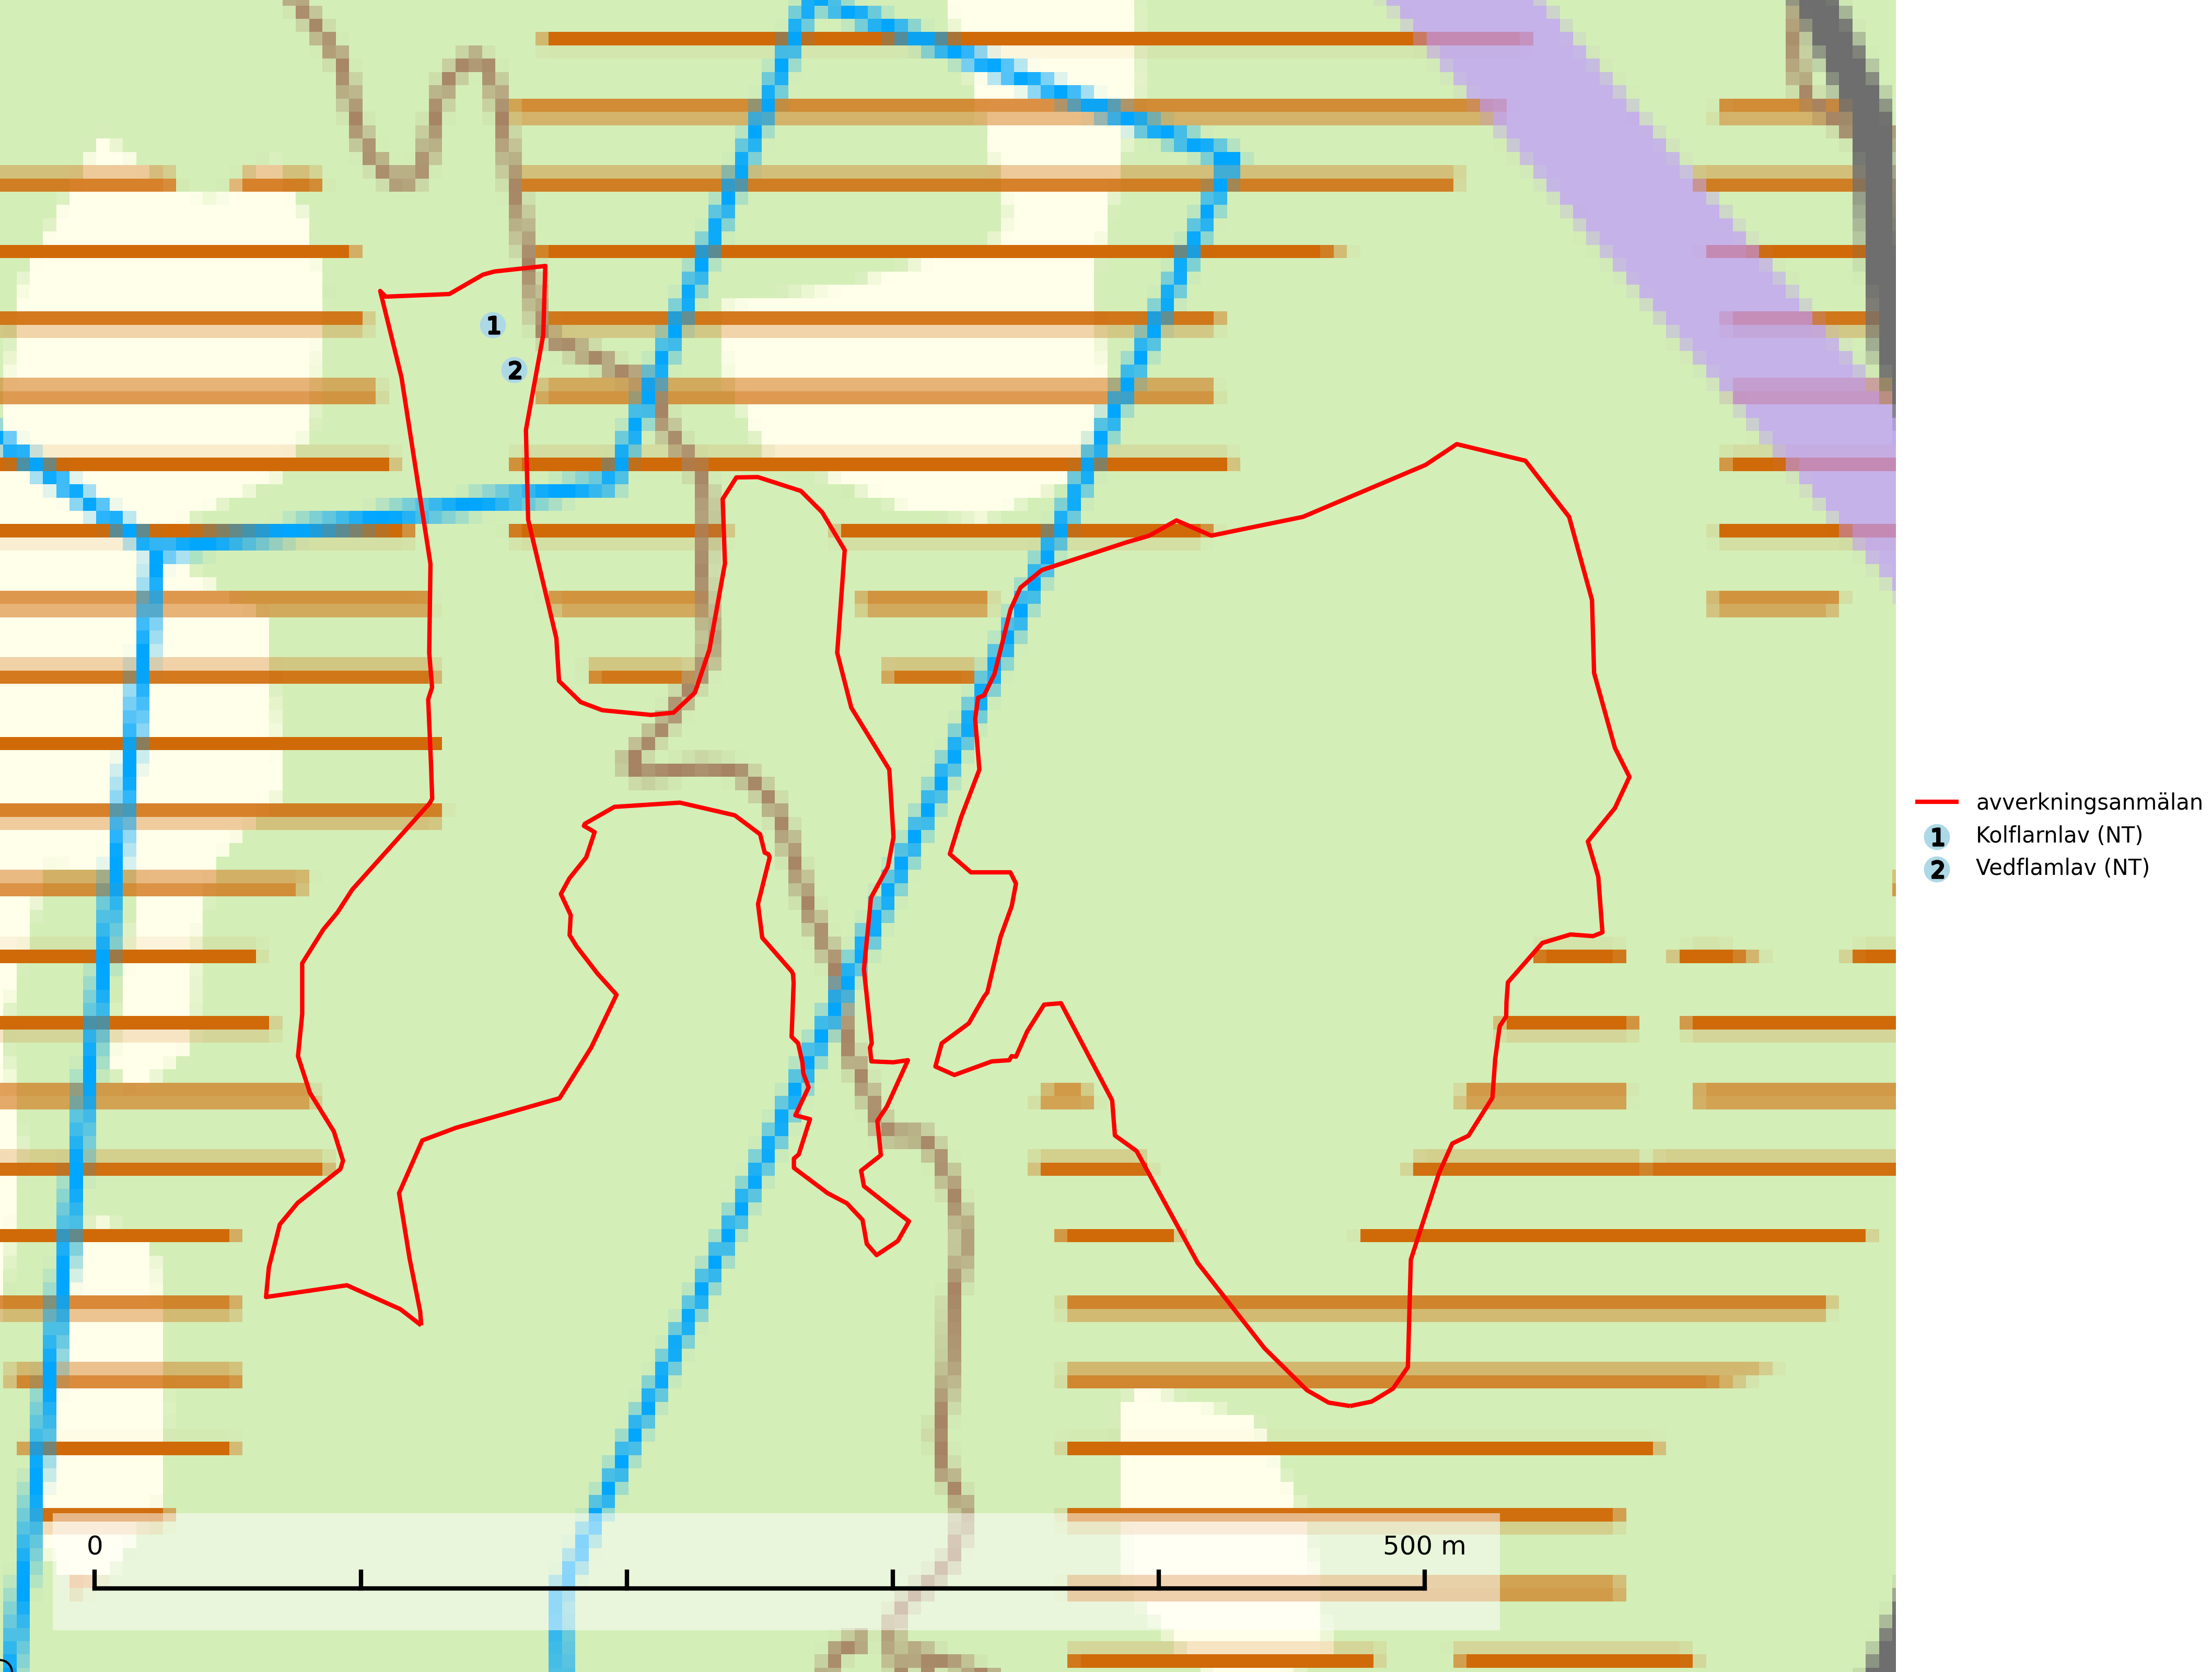 1
2
avverkningsanmälan
1 Kolflarnlav (NT)
2 Vedflamlav (NT)
0 500 m